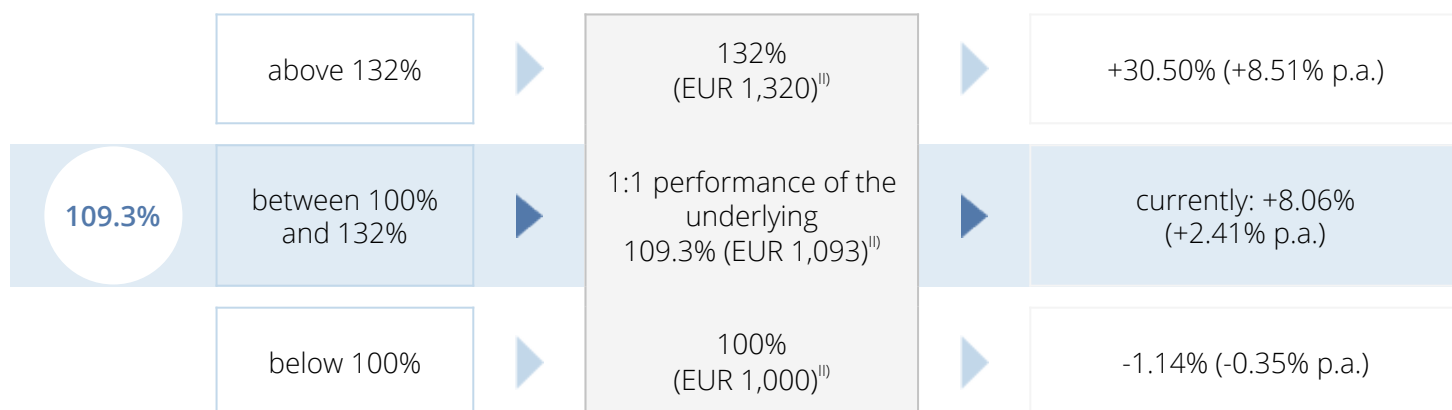 above 132%
132%
(EUR 1,320)II)
+30.50% (+8.51% p.a.)
109.3%
between 100%
and 132%
1:1 performance of the
underlying
109.3% (EUR 1,093)II)
currently: +8.06%
(+2.41% p.a.)
below 100%
100%
(EUR 1,000)II)
-1.14% (-0.35% p.a.)